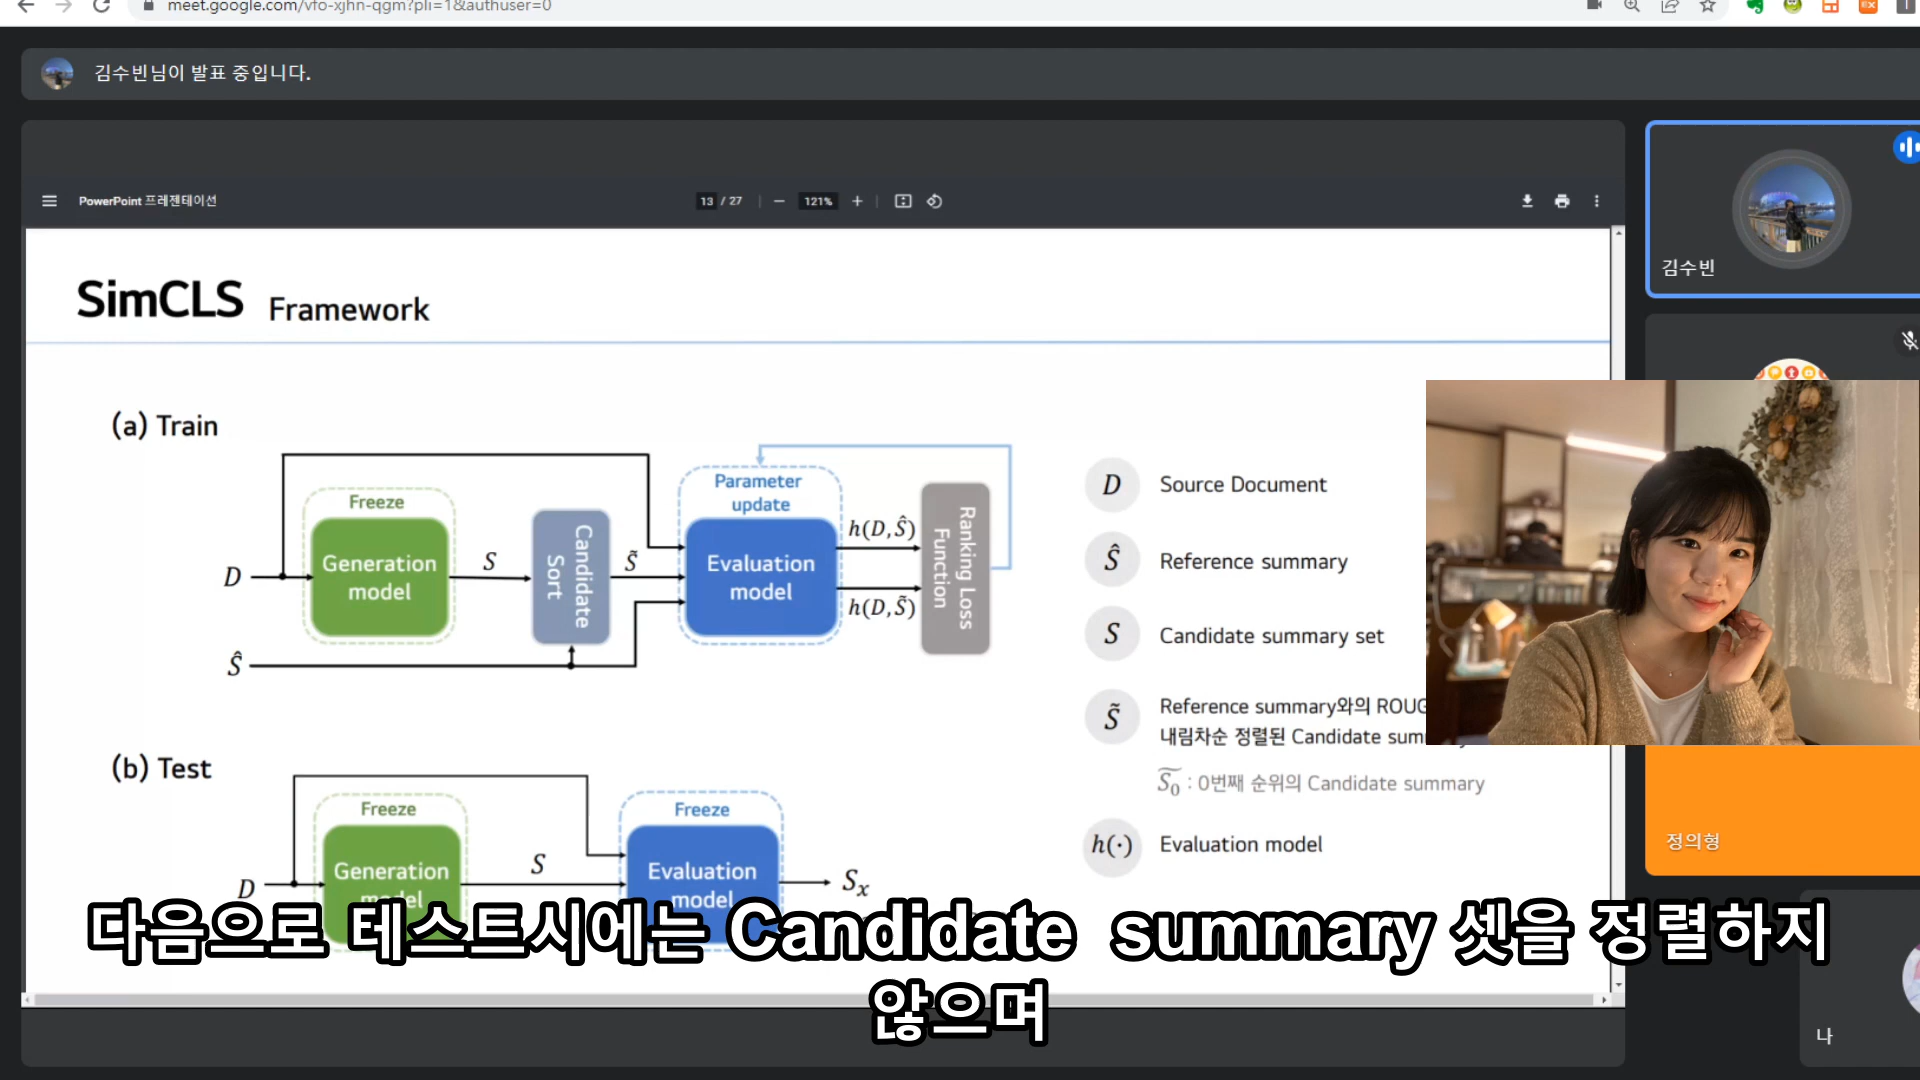 meet.google.com/vfo-xjhn-qgm?pli=1&authuser=0
김수빈님이 발표 중입니다.
PowerPoint 프레젠테이션
13 / 27
121%
김수빈
SimCLS Framework
(a) Train
Freeze
Generation
model
D
S
Candidate
Sort
S̃
Parameter
update
Evaluation
model
h(D, Ŝ)
h(D, S̃)
Ranking Loss
Function
Ŝ
D Source Document
Ŝ Reference summary
S Candidate summary set
S̃ Reference summary와의
내림차순 정렬된 Candidate
S̃0 : 0번째 순위의 Candidate summary
h(·) Evaluation model
(b) Test
Freeze
Generation
model
D
S
Freeze
Evaluation
model
Sx
정의형
나
다음으로 테스트시에는 Candidate summary 셋을 정렬하지
않으며